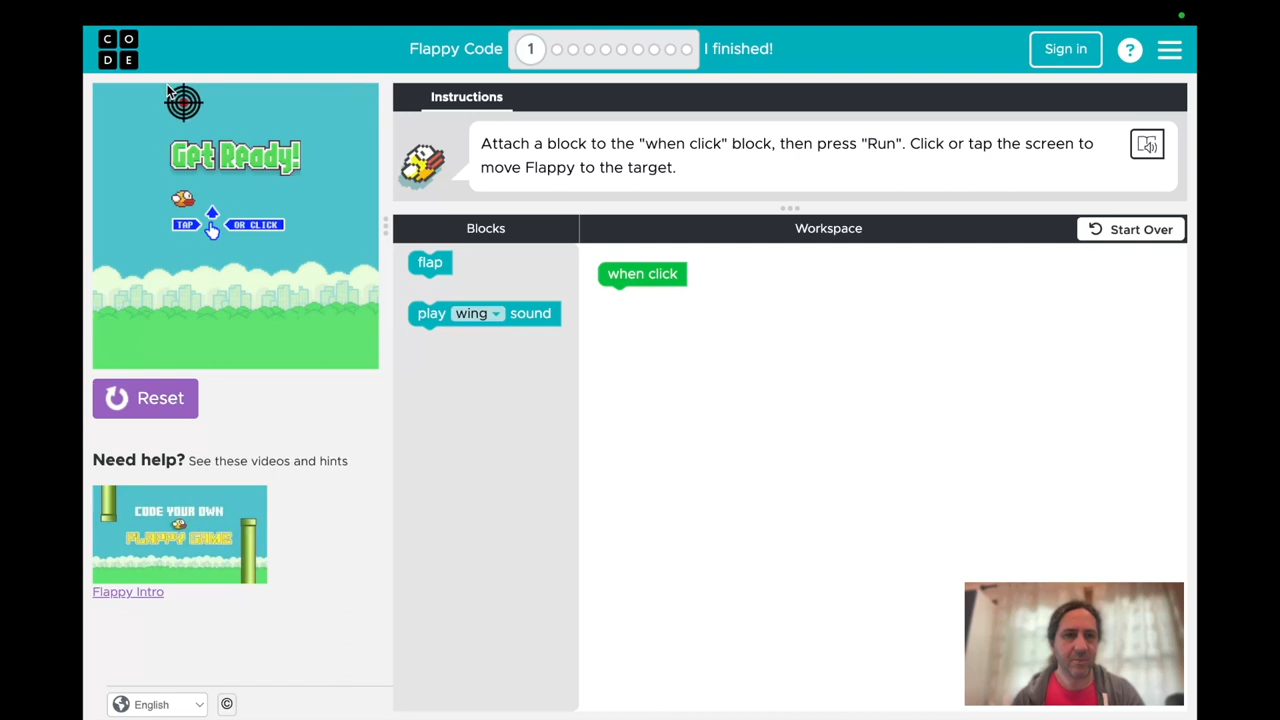 C O
D E
Flappy Code
1
I finished!
Sign in
?
Get Ready!
TAP
OR CLICK
Reset
Need help? See these videos and hints
CODE YOUR OWN
FLAPPY GAME
Flappy Intro
English
©
Instructions
Attach a block to the "when click" block, then press "Run". Click or tap the screen to
move Flappy to the target.
Blocks
Workspace
Start Over
flap
play wing sound
when click